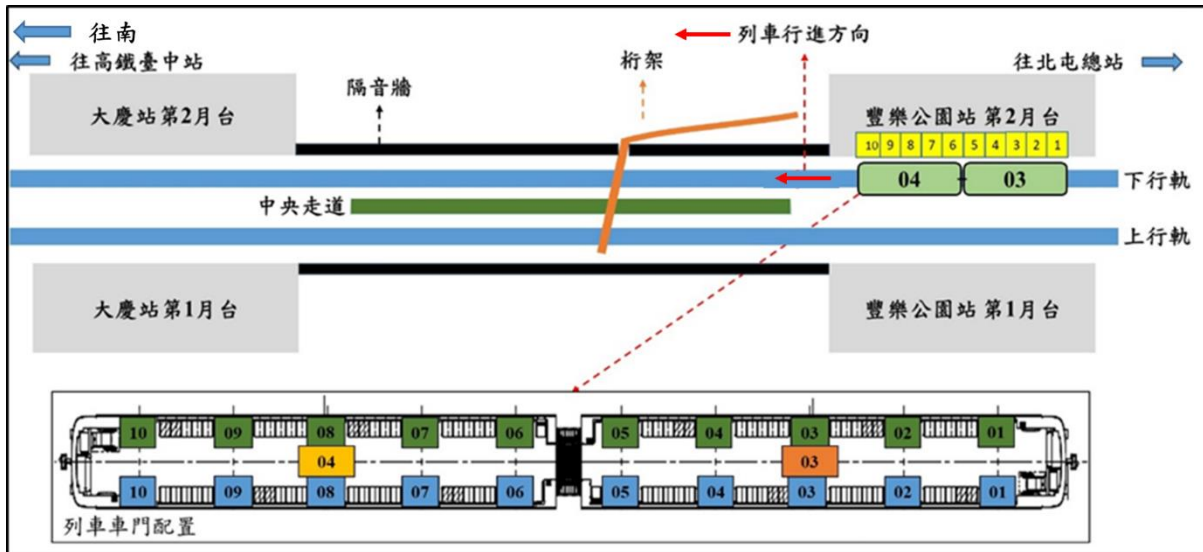 往南
列車行進方向
往高鐵臺中站
桁架
往北屯總站
隔音牆
大慶站第2月台
豐樂公園站 第2月台
10 9 8 7 6 5 4 3 2 1
04 03
下行軌
中央走道
上行軌
大慶站第1月台
豐樂公園站 第1月台
10 09 08 07 06 05 04 03 02 01
04 03
10 09 08 07 06 05 04 03 02 01
列車車門配置